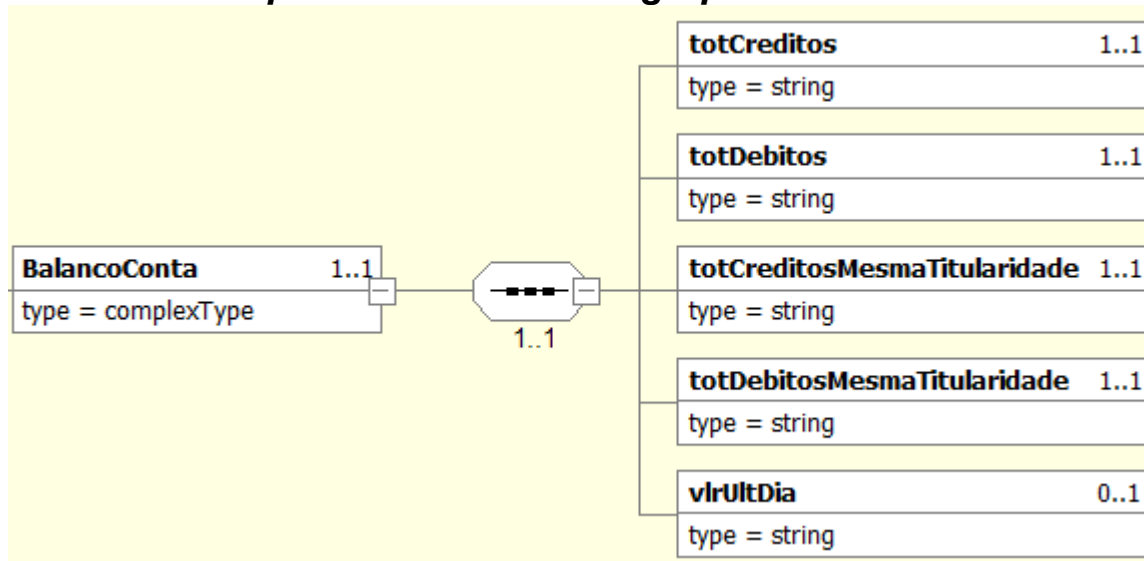 totCreditos 1..1
type = string
totDebitos 1..1
type = string
BalancoConta 1..1
type = complexType
1..1
totCreditosMesmaTitularidade 1..1
type = string
totDebitosMesmaTitularidade 1..1
type = string
vlrUltDia 0..1
type = string